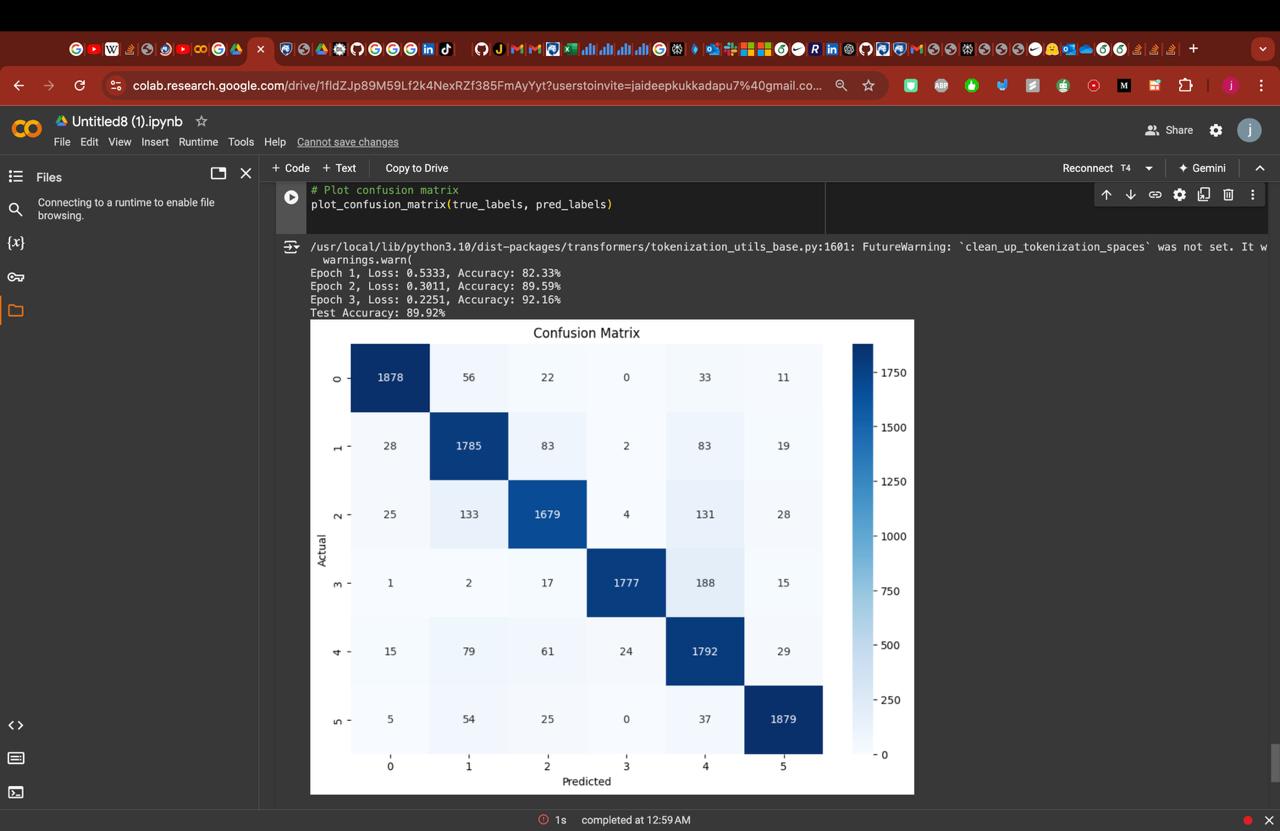 colab.research.google.com/drive/1fldZJp89M59Lf2k4NexRZf385FmAyYyt?userstoinvite=jaideepkukkadapu7%40gmail.co...
ABP
M
j
CO
Untitled8 (1).ipynb
File Edit View Insert Runtime Tools Help Cannot save changes
Share
j
Files
+ Code + Text Copy to Drive
Reconnect T4
Gemini
Connecting to a runtime to enable file
browsing.
{x}
# Plot confusion matrix
plot_confusion_matrix(true_labels, pred_labels)
/usr/local/lib/python3.10/dist-packages/transformers/tokenization_utils_base.py:1601: FutureWarning: `clean_up_tokenization_spaces` was not set. It w
warnings.warn(
Epoch 1, Loss: 0.5333, Accuracy: 82.33%
Epoch 2, Loss: 0.3011, Accuracy: 89.59%
Epoch 3, Loss: 0.2251, Accuracy: 92.16%
Test Accuracy: 89.92%
Confusion Matrix
0 1878 56 22 0 33 11
1 28 1785 83 2 83 19
2 25 133 1679 4 131 28
3 1 2 17 1777 188 15
4 15 79 61 24 1792 29
5 5 54 25 0 37 1879
0 1 2 3 4 5
Actual
Predicted
1750
1500
1250
1000
750
500
250
0
1s completed at 12:59 AM